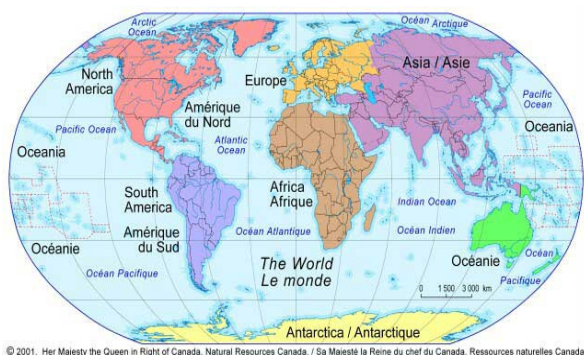 Arctic
Ocean
Océan
Arctique
North
America
Europe
Asia / Asie
Pacific
Ocean
Amérique
du Nord
Pacific Ocean
Oceania
Atlantic
Ocean
Oceania
Africa
Afrique
South
America
Indian Ocean
Amérique
du Sud
Océan Atlantique
Océan Indien
Océanie
Océanie
Océan
Pacifique
Océan Pacifique
The World
Le monde
0 1 500 3 000 km
Antarctica / Antarctique
© 2001. Her Majesty the Queen in Right of Canada, Natural Resources Canada. / Sa Majesté la Reine du chef du Canada, Ressources naturelles Canada